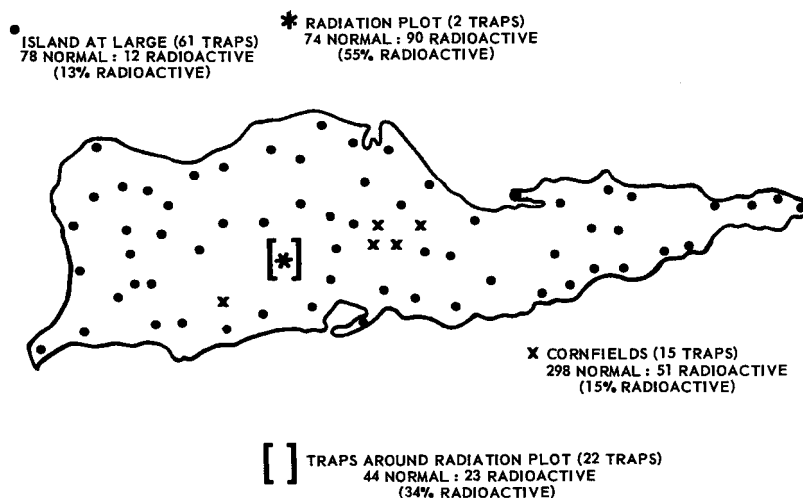 ● ISLAND AT LARGE (61 TRAPS)
78 NORMAL : 12 RADIOACTIVE
(13% RADIOACTIVE)
* RADIATION PLOT (2 TRAPS)
74 NORMAL : 90 RADIOACTIVE
(55% RADIOACTIVE)
[*]
X CORNFIELDS (15 TRAPS)
298 NORMAL : 51 RADIOACTIVE
(15% RADIOACTIVE)
[ ] TRAPS AROUND RADIATION PLOT (22 TRAPS)
44 NORMAL : 23 RADIOACTIVE
(34% RADIOACTIVE)